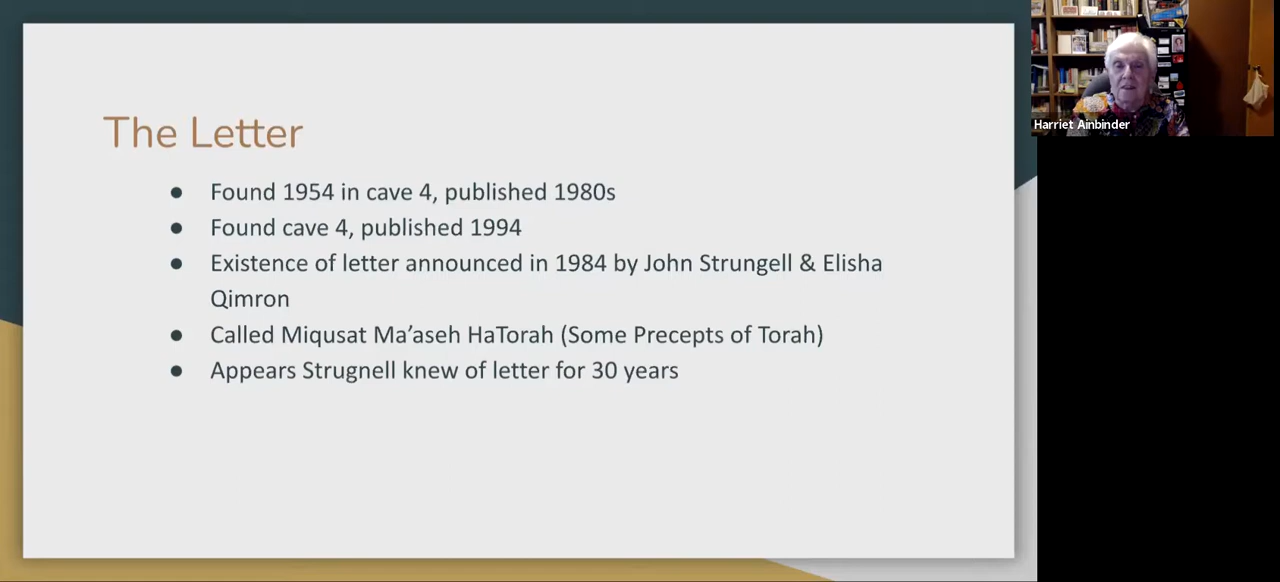 The Letter
● Found 1954 in cave 4, published 1980s
● Found cave 4, published 1994
● Existence of letter announced in 1984 by John Strungell & Elisha
Qimron
● Called Miqusat Ma’aseh HaTorah (Some Precepts of Torah)
● Appears Strugnell knew of letter for 30 years
Harriet Ainbinder